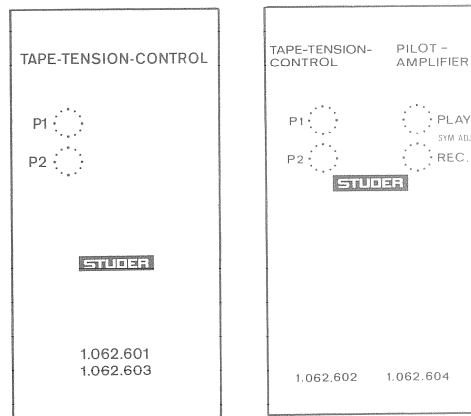 TAPE-TENSION-CONTROL
P1
P2
STUDER
1.062.601
1.062.603
TAPE-TENSION- PILOT-
CONTROL AMPLIFIER
P1 PLAY
SYM ADJ
P2 REC.
STUDER
1.062.602 1.062.604